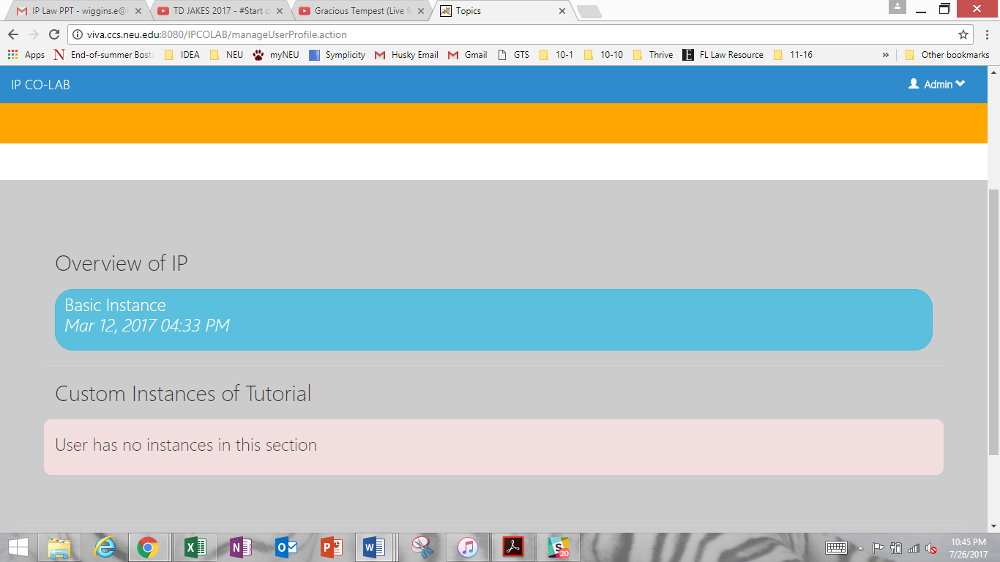 IP Law PPT - wiggins.e@
TD JAKES 2017 - #Start d
Gracious Tempest (Live f
Topics
viva.ccs.neu.edu:8080/IPCOLAB/manageUserProfile.action
Apps
End-of-summer Bost
IDEA
NEU
myNEU
Symplicity
Husky Email
Gmail
GTS
10-1
10-10
Thrive
FL Law Resource
11-16
»
Other bookmarks
IP CO-LAB
Admin
Overview of IP
Basic Instance
Mar 12, 2017 04:33 PM
Custom Instances of Tutorial
User has no instances in this section
20
10:45 PM
7/26/2017